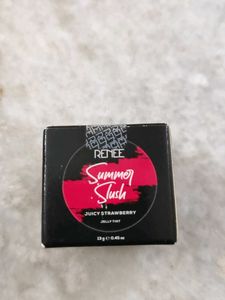 RENEE
Summer
Slush
JUICY STRAWBERRY
JELLY TINT
13 g ℮ 0.45 oz